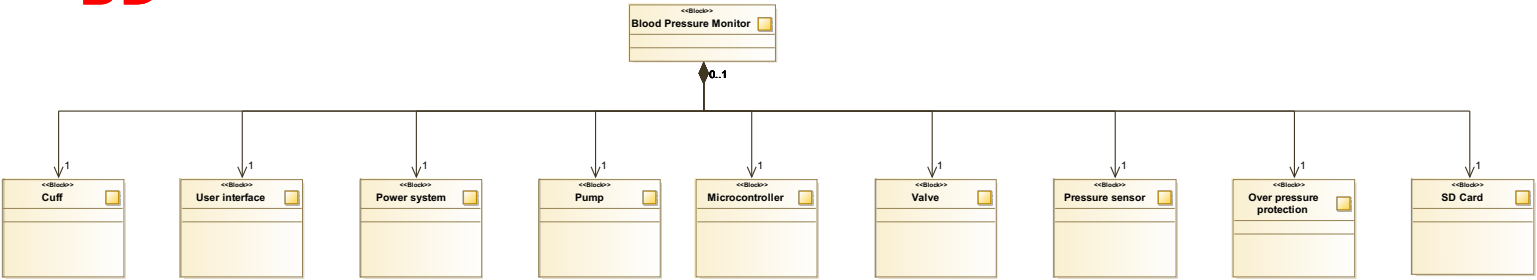 <<Block>>
Blood Pressure Monitor
0..1
1
1
1
1
1
1
1
1
1
<<Block>>
Cuff
<<Block>>
User interface
<<Block>>
Power system
<<Block>>
Pump
<<Block>>
Microcontroller
<<Block>>
Valve
<<Block>>
Pressure sensor
<<Block>>
Over pressure
protection
<<Block>>
SD Card